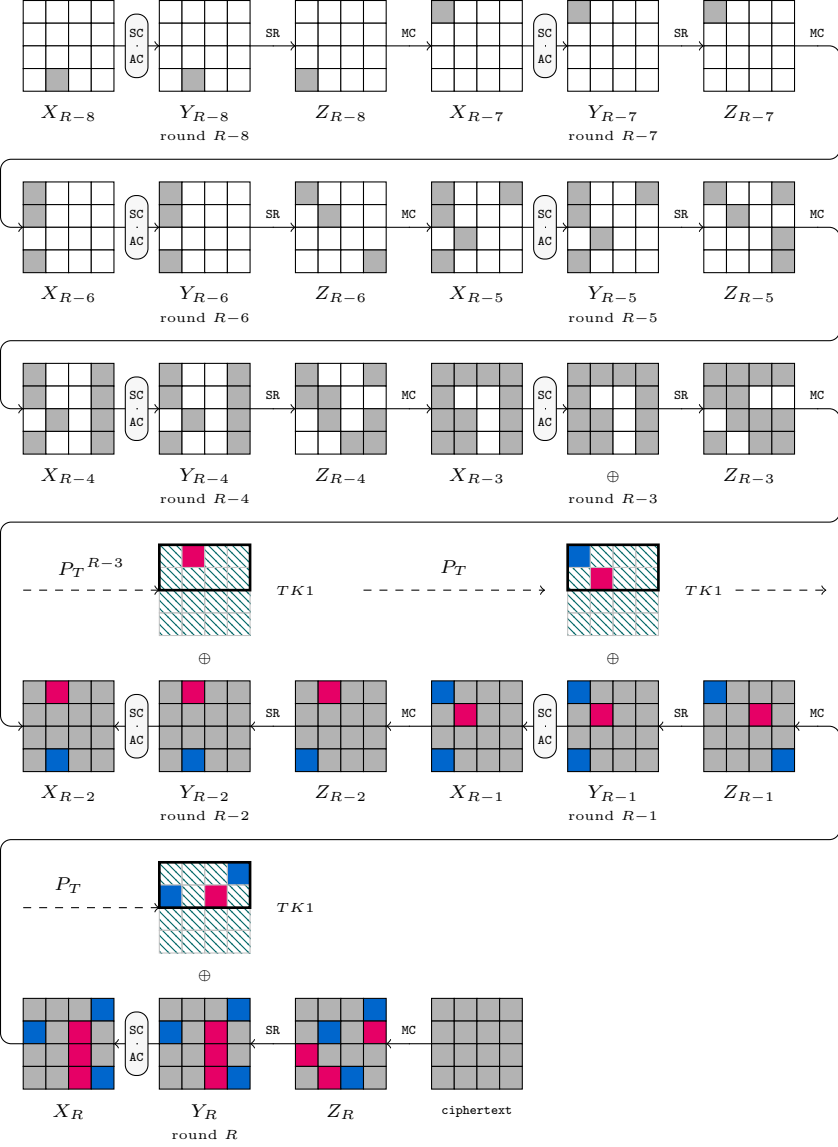 SC . AC SR MC SC . AC SR MC
X_{R−8} Y_{R−8} Z_{R−8} X_{R−7} Y_{R−7} Z_{R−7}
round R−8 round R−7
SC . AC SR MC SC . AC SR MC
X_{R−6} Y_{R−6} Z_{R−6} X_{R−5} Y_{R−5} Z_{R−5}
round R−6 round R−5
SC . AC SR MC SC . AC SR MC
X_{R−4} Y_{R−4} Z_{R−4} X_{R−3} ⊕ Z_{R−3}
round R−4 round R−3
P_T^{R−3} TK1 P_T TK1
⊕ ⊕
SC . AC SR MC SC . AC SR MC
X_{R−2} Y_{R−2} Z_{R−2} X_{R−1} Y_{R−1} Z_{R−1}
round R−2 round R−1
P_T TK1
⊕
SC . AC SR MC
X_R Y_R Z_R ciphertext
round R